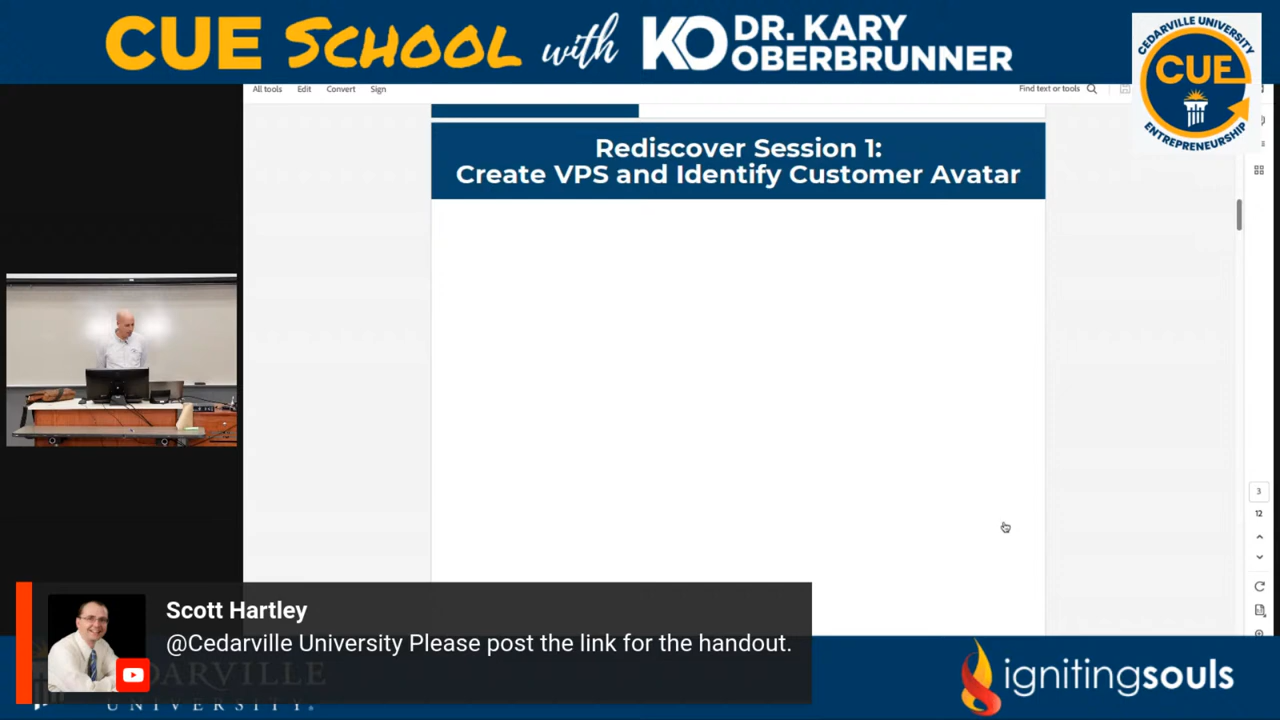 CUE SCHOOL with KO DR. KARY
OBERBRUNNER
CEDARVILLE UNIVERSITY
CUE
ENTREPRENEURSHIP
All tools Edit Convert Sign Find text or tools
Rediscover Session 1:
Create VPS and Identify Customer Avatar
3
12
Scott Hartley
@Cedarville University Please post the link for the handout.
UNIVERSITY®
ignitingsouls